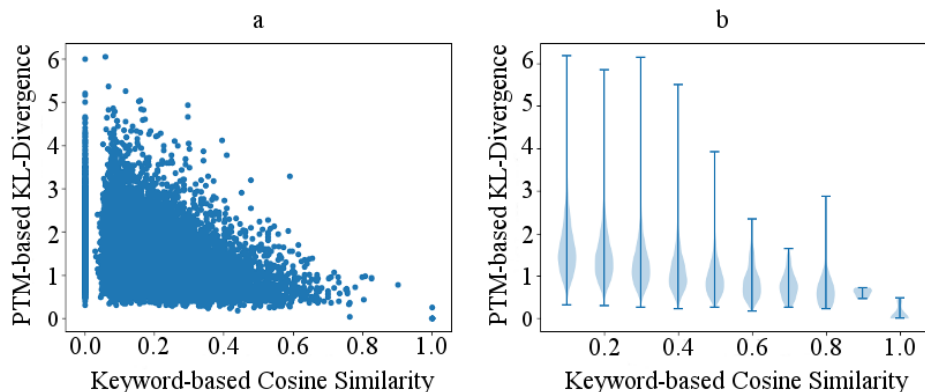 a
b
PTM-based KL-Divergence
6
5
4
3
2
1
0
0.0 0.2 0.4 0.6 0.8 1.0
Keyword-based Cosine Similarity
PTM-based KL-Divergence
6
5
4
3
2
1
0
0.2 0.4 0.6 0.8 1.0
Keyword-based Cosine Similarity